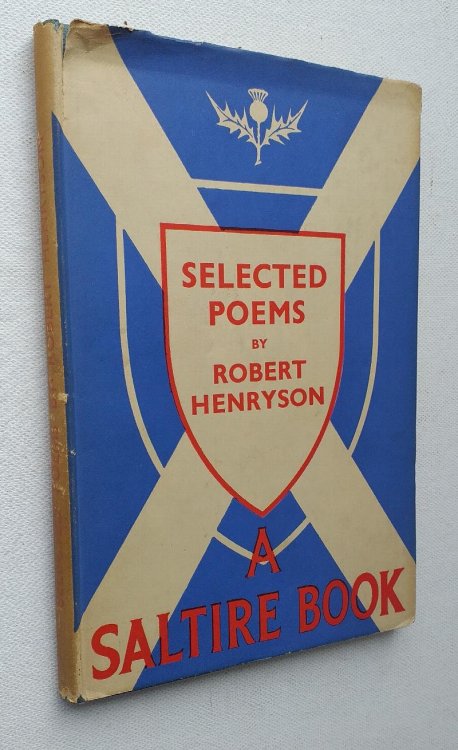 SELECTED
POEMS
BY
ROBERT
HENRYSON
A
SALTIRE BOOK